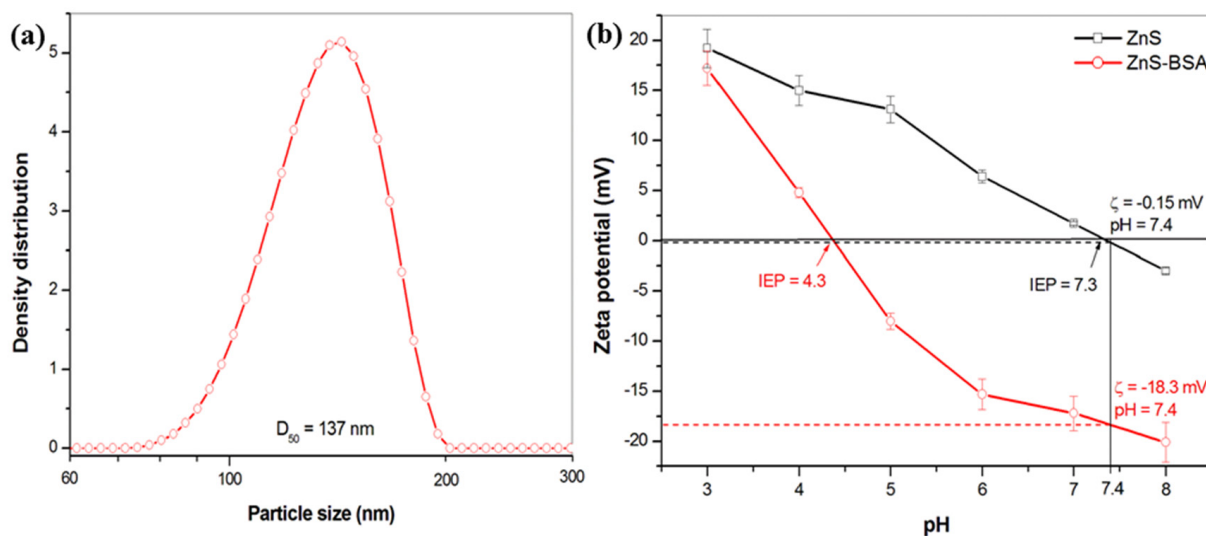 (a)
Density distribution
5
4
3
2
1
0
D50 = 137 nm
60
100
200
300
Particle size (nm)
(b)
Zeta potential (mV)
20
15
10
5
0
-5
-10
-15
-20
ZnS
ZnS-BSA
ζ = -0.15 mV
pH = 7.4
IEP = 4.3
IEP = 7.3
ζ = -18.3 mV
pH = 7.4
3
4
5
6
7
7.4
8
pH